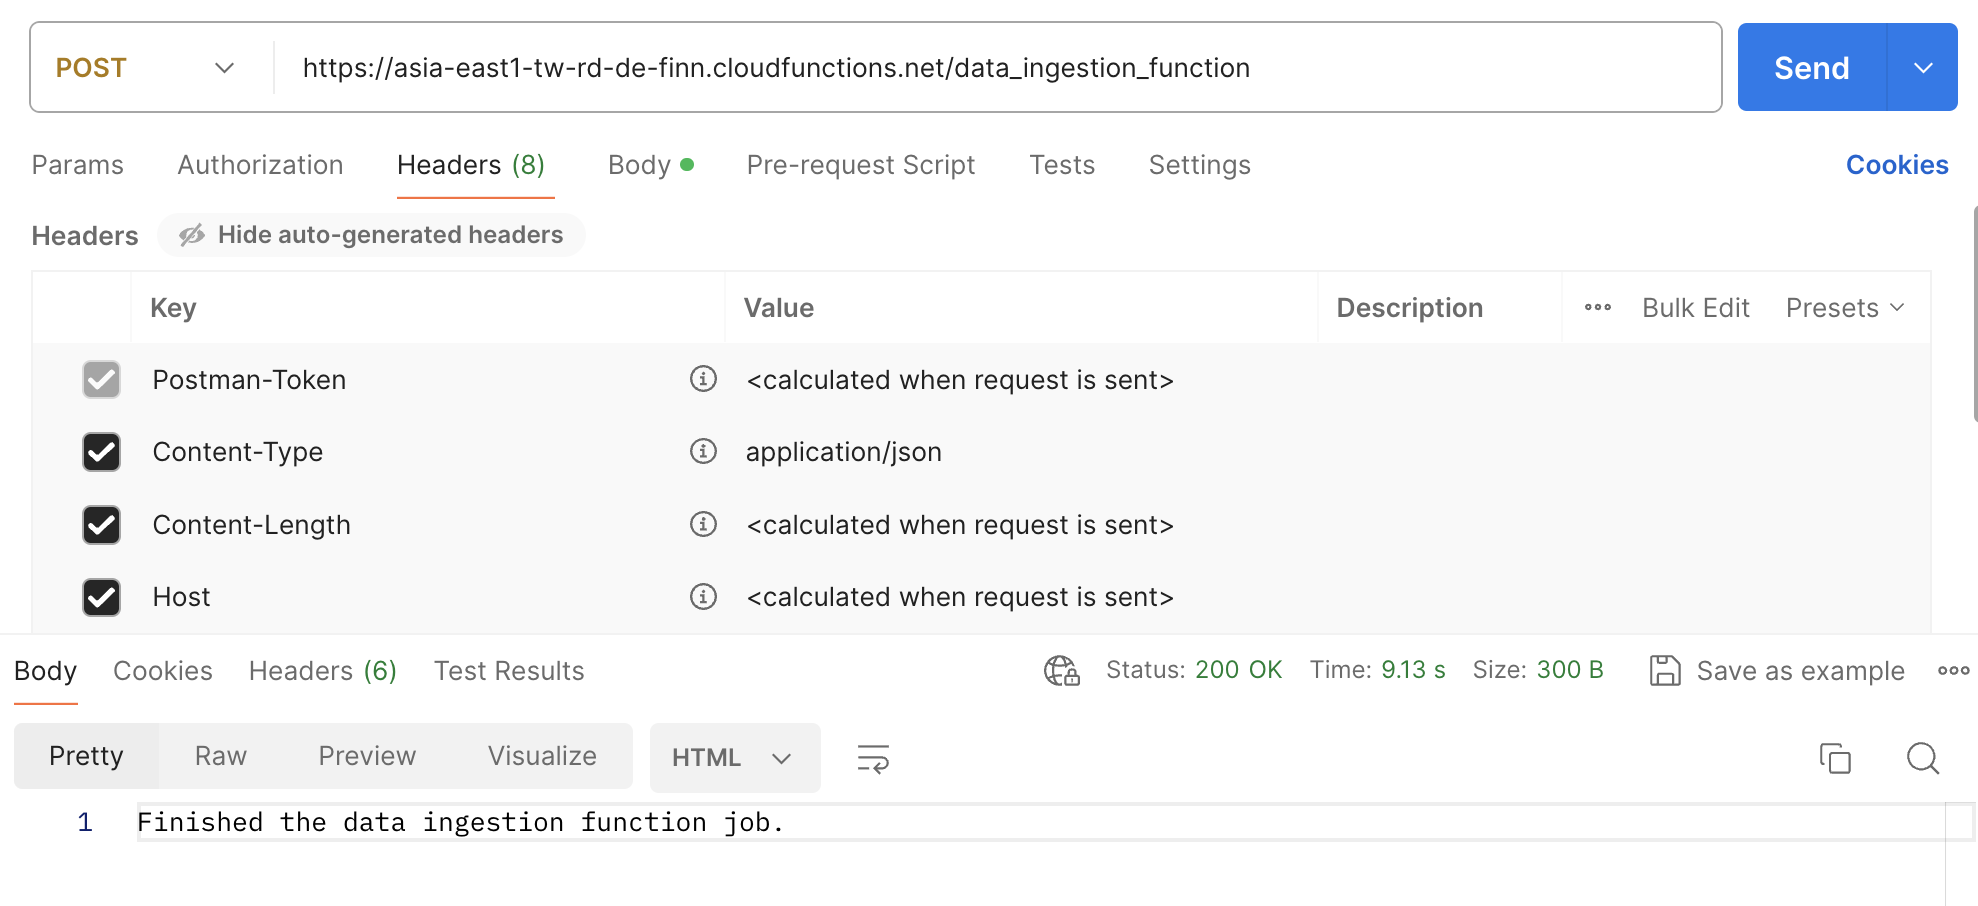 POST https://asia-east1-tw-rd-de-finn.cloudfunctions.net/data_ingestion_function Send
Params Authorization Headers (8) Body Pre-request Script Tests Settings Cookies
Headers Hide auto-generated headers
Key Value Description Bulk Edit Presets
Postman-Token <calculated when request is sent>
Content-Type application/json
Content-Length <calculated when request is sent>
Host <calculated when request is sent>
Body Cookies Headers (6) Test Results Status: 200 OK Time: 9.13 s Size: 300 B Save as example
Pretty Raw Preview Visualize HTML
1 Finished the data ingestion function job.